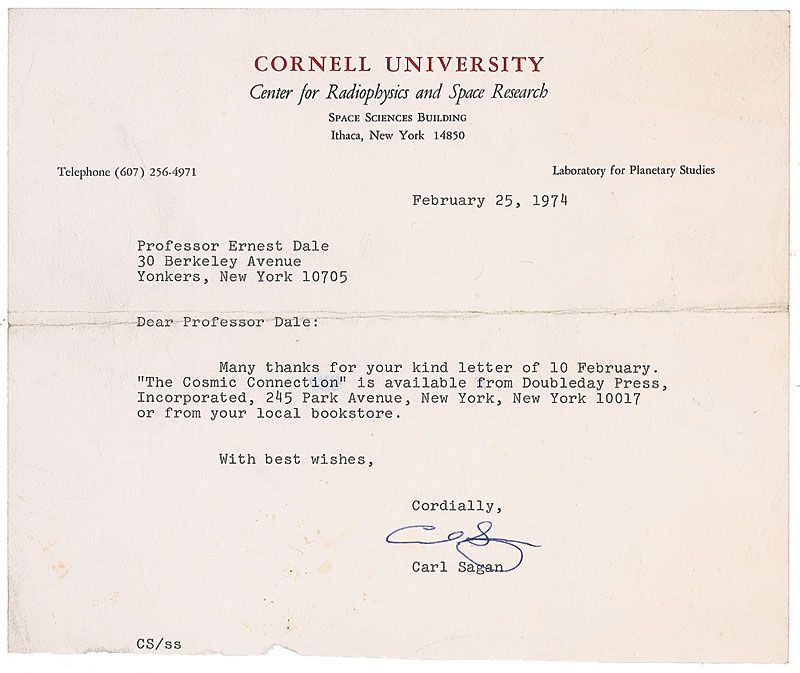 CORNELL UNIVERSITY
Center for Radiophysics and Space Research
SPACE SCIENCES BUILDING
Ithaca, New York 14850
Telephone (607) 256-4971
Laboratory for Planetary Studies
February 25, 1974
Professor Ernest Dale
30 Berkeley Avenue
Yonkers, New York 10705
Dear Professor Dale:
Many thanks for your kind letter of 10 February.
"The Cosmic Connection" is available from Doubleday Press,
Incorporated, 245 Park Avenue, New York, New York 10017
or from your local bookstore.
With best wishes,
Cordially,
Carl Sagan
CS/ss